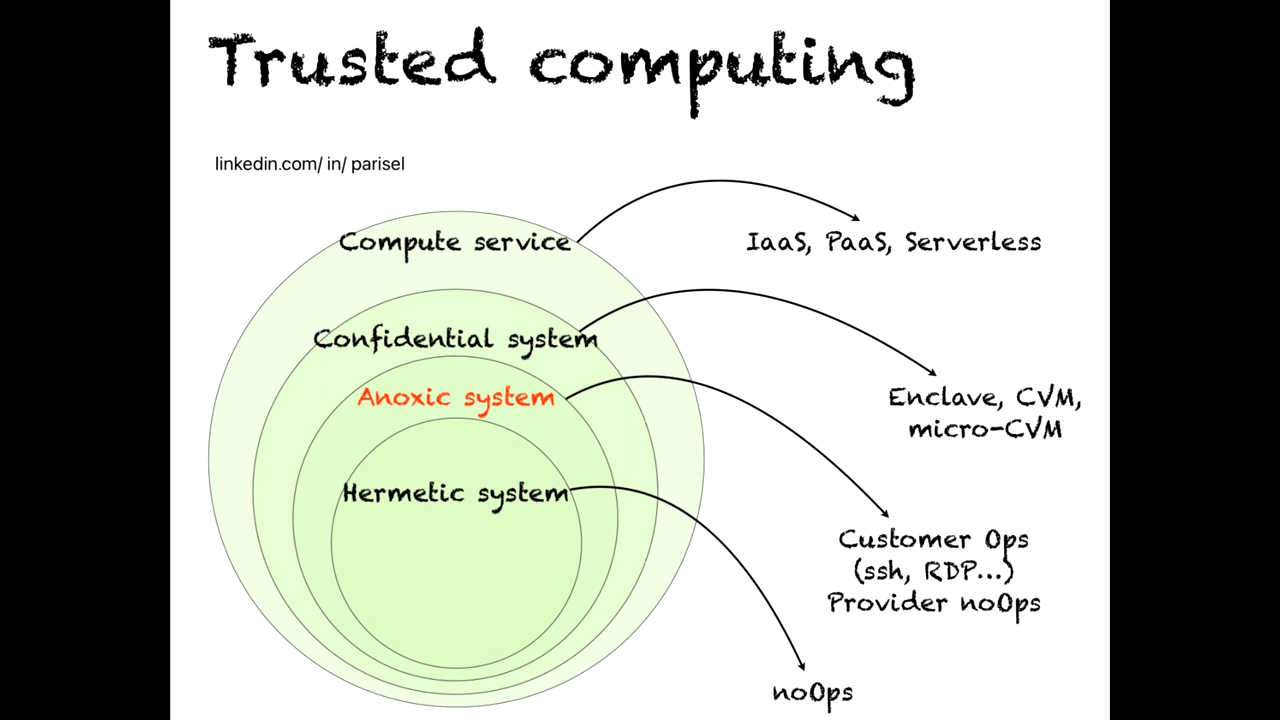 Trusted computing
linkedin.com/ in/ parisel
Compute service
IaaS, PaaS, Serverless
Confidential system
Enclave, CVM,
micro-CVM
Anoxic system
Customer Ops
(ssh, RDP...)
Provider noOps
Hermetic system
noOps